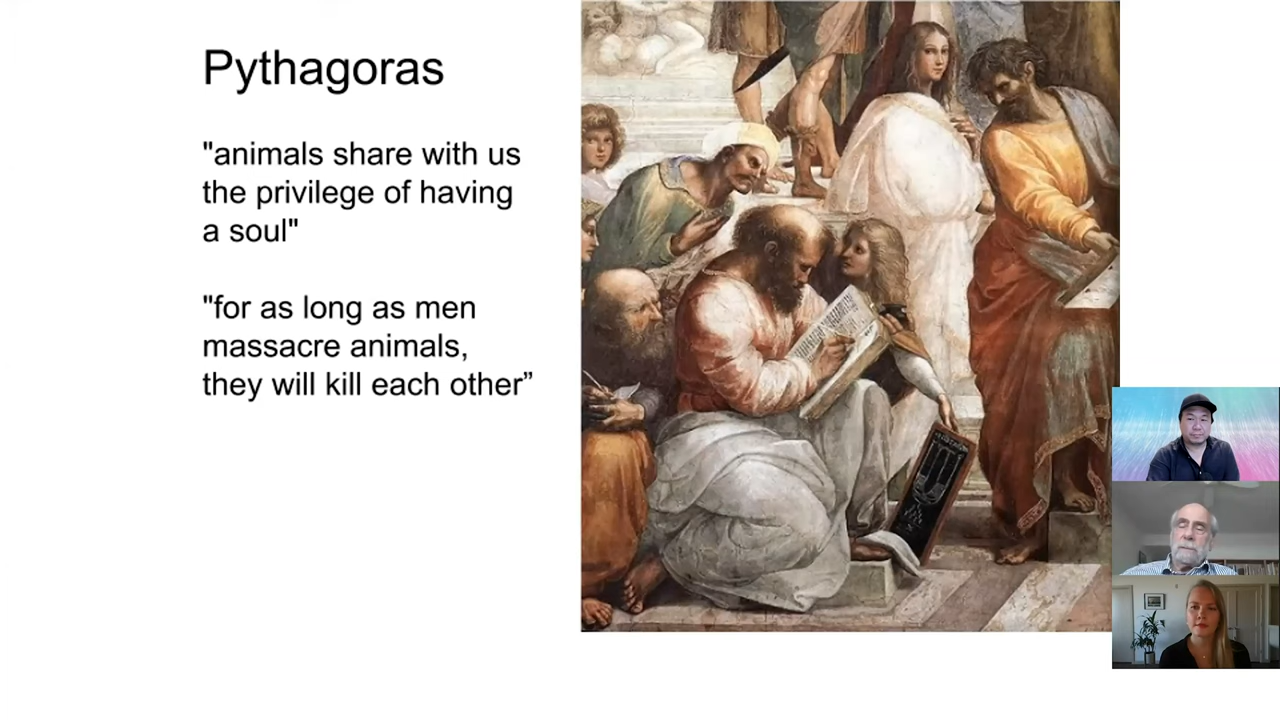 Pythagoras
"animals share with us
the privilege of having
a soul"
"for as long as men
massacre animals,
they will kill each other”